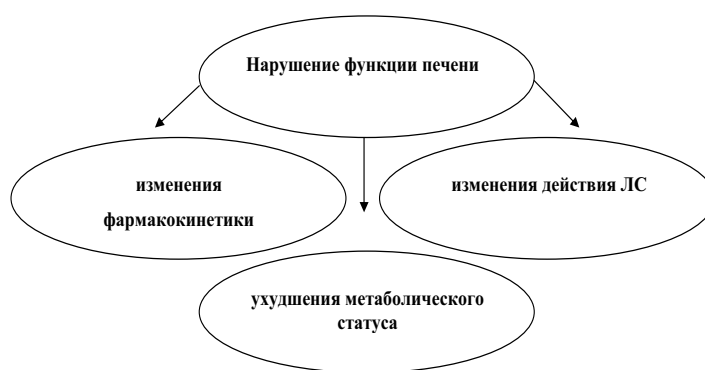 Нарушение функции печени
изменения
фармакокинетики
изменения действия ЛС
ухудшения метаболического
статуса